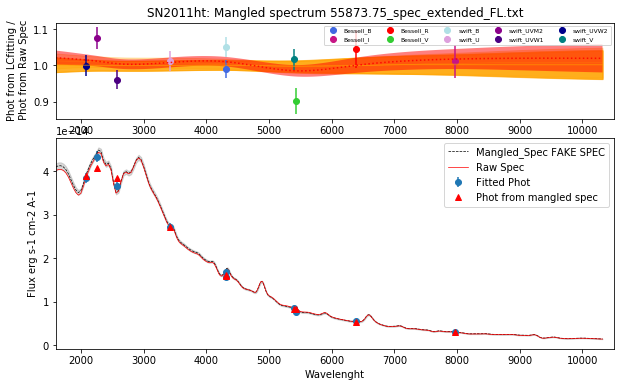 SN2011ht: Mangled spectrum 55873.75_spec_extended_FL.txt
Phot from LCfitting /
Phot from Raw Spec
1.1
1.0
0.9
Bessell_B Bessell_R swift_B swift_UVM2 swift_UVW2
Bessell_I Bessell_V swift_U swift_UVW1 swift_V
2000 3000 4000 5000 6000 7000 8000 9000 10000
1e−14
Flux erg s-1 cm-2 A-1
4
3
2
1
0
Mangled_Spec FAKE SPEC
Raw Spec
Fitted Phot
Phot from mangled spec
2000 3000 4000 5000 6000 7000 8000 9000 10000
Wavelenght